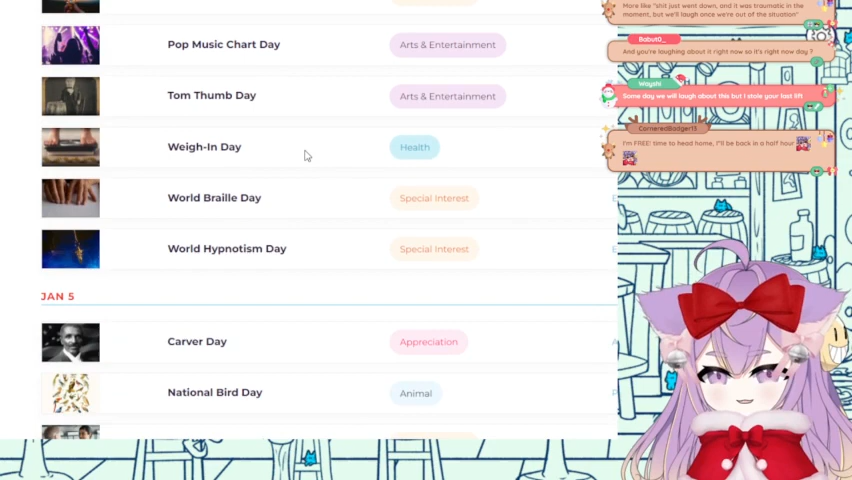 Pop Music Chart Day
Arts & Entertainment
Tom Thumb Day
Arts & Entertainment
Weigh-In Day
Health
World Braille Day
Special Interest
World Hypnotism Day
Special Interest
JAN 5
Carver Day
Appreciation
National Bird Day
Animal
More like "shit just went down, and it was traumatic in the
moment, but we'll laugh once we're out of the situation"
And you're laughing about it right now so it's right now day ?
Wayshi
Some day we will laugh about this but I stole your last lift
CorneredBadger13
I'm FREE! time to head home, I'll be back in a half hour